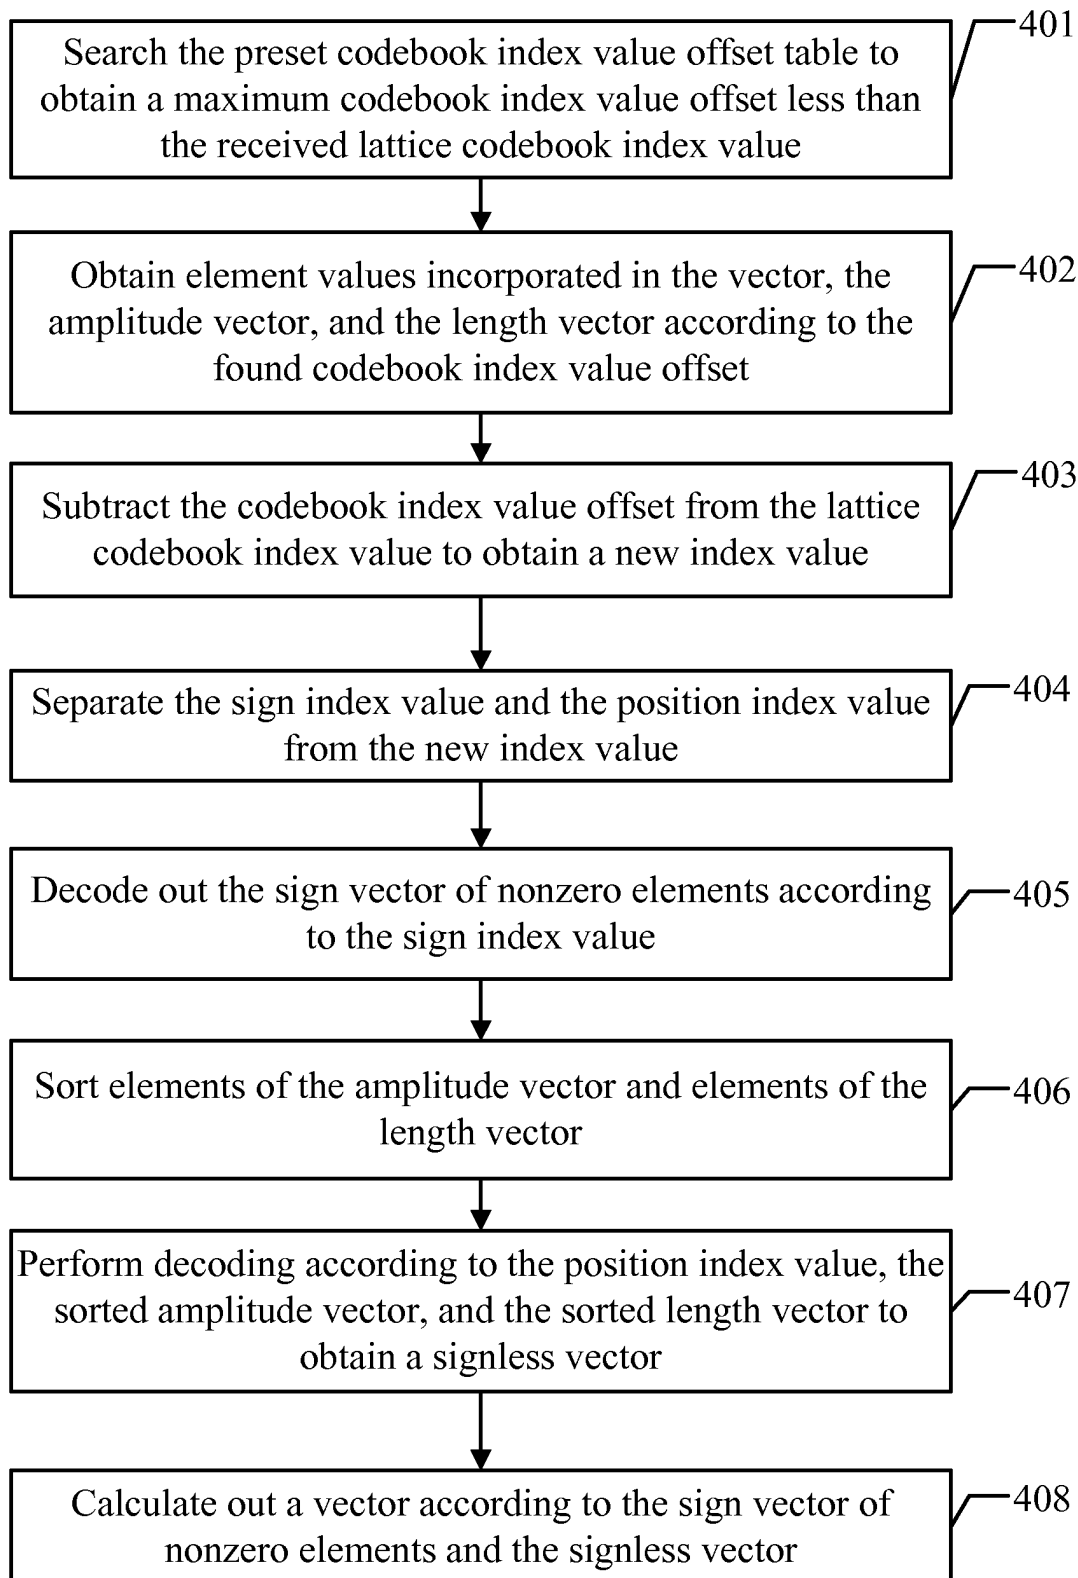 Search the preset codebook index value offset table to
obtain a maximum codebook index value offset less than
the received lattice codebook index value
401
Obtain element values incorporated in the vector, the
amplitude vector, and the length vector according to the
found codebook index value offset
402
Subtract the codebook index value offset from the lattice
codebook index value to obtain a new index value
403
Separate the sign index value and the position index value
from the new index value
404
Decode out the sign vector of nonzero elements according
to the sign index value
405
Sort elements of the amplitude vector and elements of the
length vector
406
Perform decoding according to the position index value, the
sorted amplitude vector, and the sorted length vector to
obtain a signless vector
407
Calculate out a vector according to the sign vector of
nonzero elements and the signless vector
408